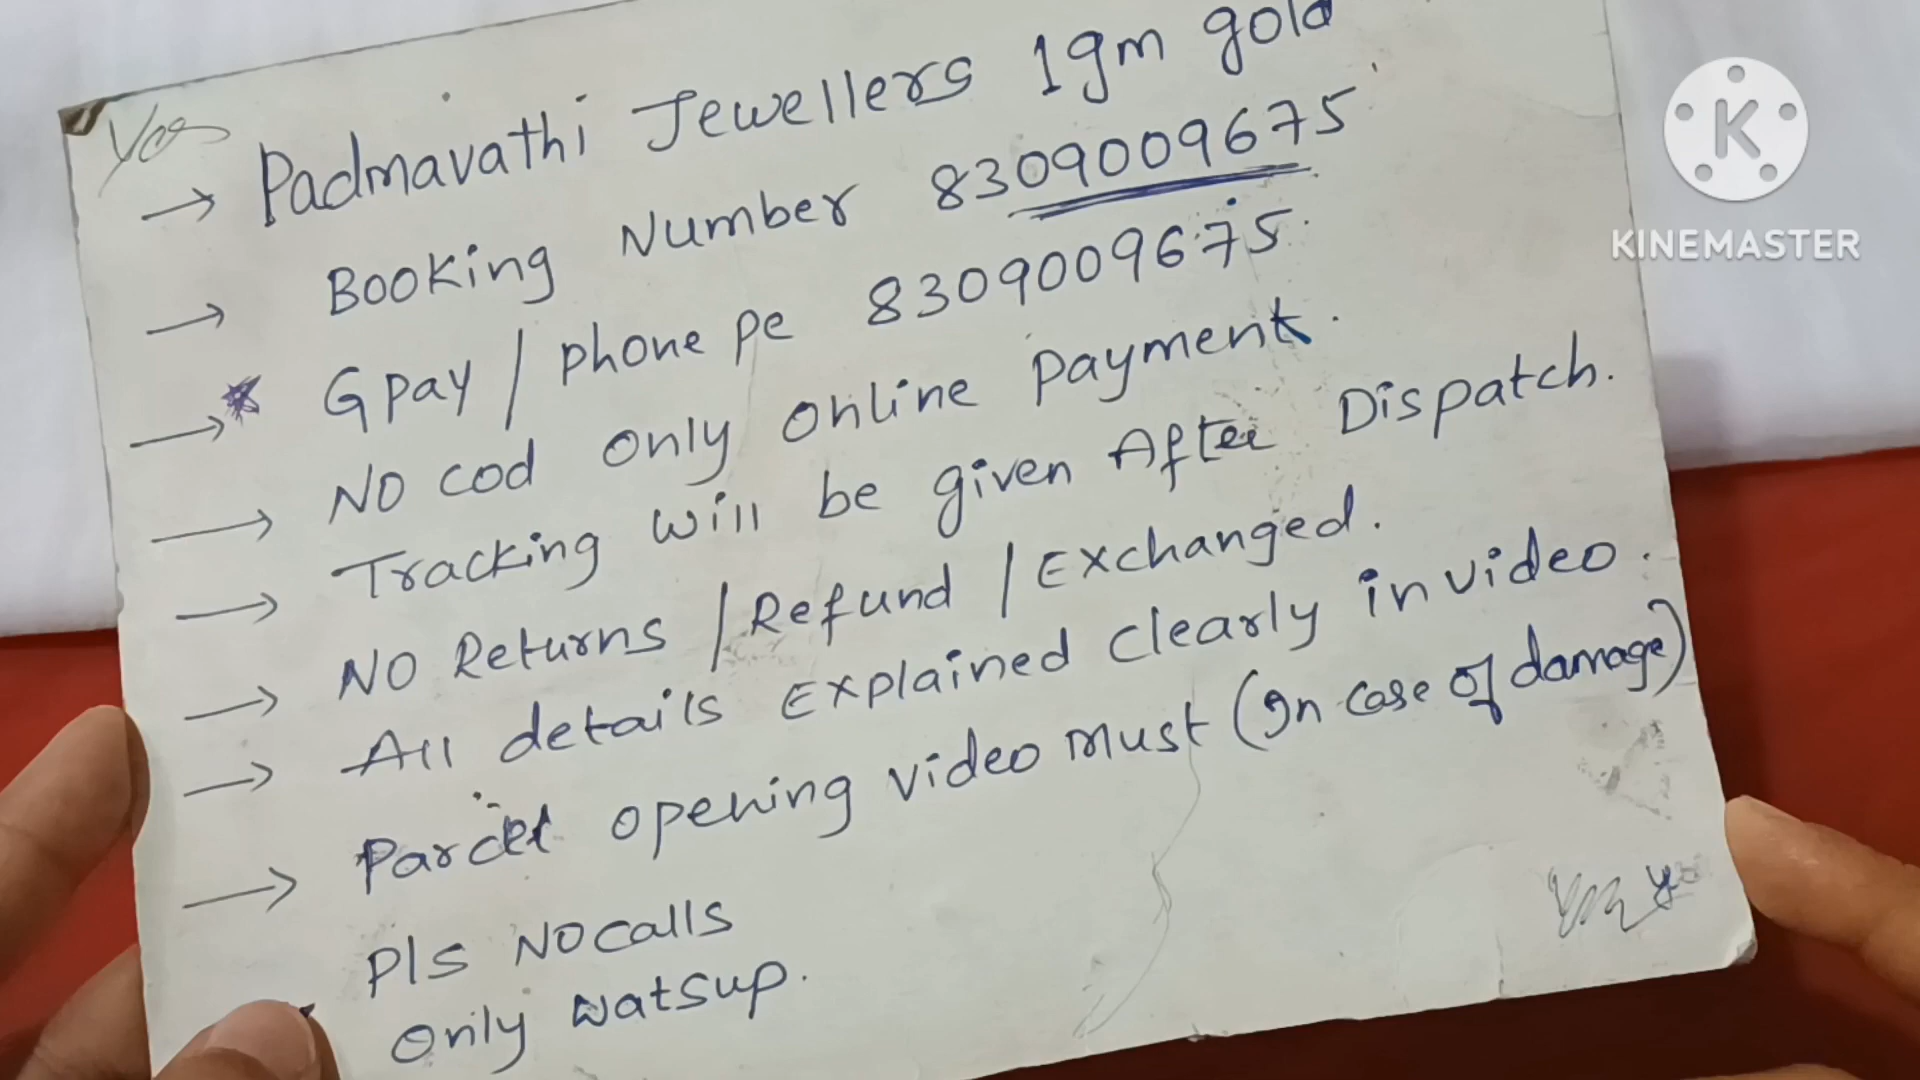 → Padmavathi Jewellers 1gm gold
→ Booking Number 8309009675
→ * Gpay / phone pe 8309009675.
→ NO cod only online payment.
→ Tracking will be given After Dispatch.
→ NO Returns / Refund / Exchanged.
→ All details Explained clearly in video.
→ Parcel opening video must (In case of damage)
→ Pls NO calls
only watsup.
KINEMASTER